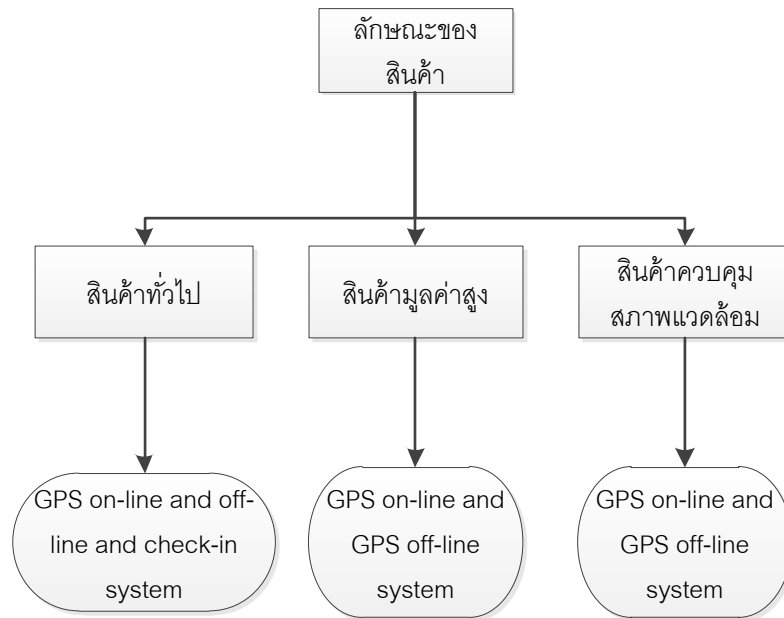 ลักษณะของ
สินค้า
สินค้าทั่วไป
สินค้ามูลค่าสูง
สินค้าควบคุม
สภาพแวดล้อม
GPS on-line and off-
line and check-in
system
GPS on-line and
GPS off-line
system
GPS on-line and
GPS off-line
system